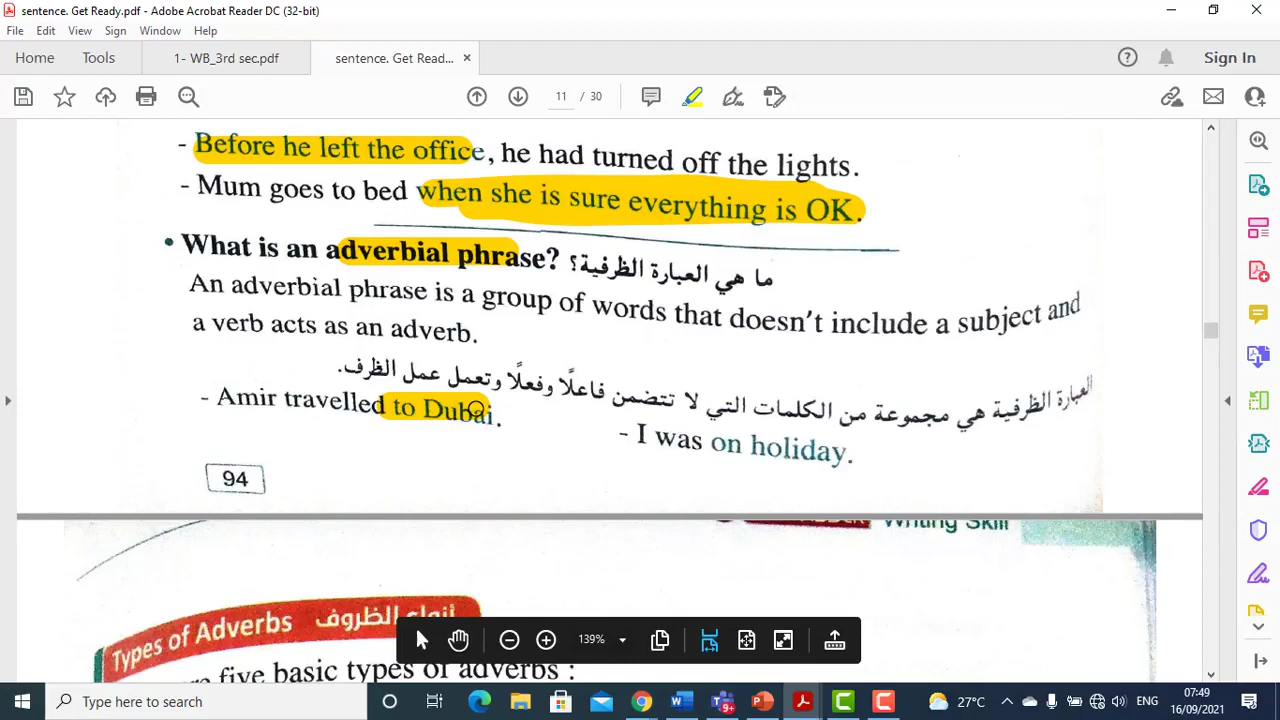 sentence. Get Ready.pdf - Adobe Acrobat Reader DC (32-bit)
File Edit View Sign Window Help
Home Tools 1- WB_3rd sec.pdf sentence. Get Read... × Sign In
11 / 30
- Before he left the office, he had turned off the lights.
- Mum goes to bed when she is sure everything is OK.
• What is an adverbial phrase? ما هي العبارة الظرفية؟
An adverbial phrase is a group of words that doesn't include a subject and
a verb acts as an adverb.
العبارة الظرفية هي مجموعة من الكلمات التي لا تتضمن فاعلًا وفعلًا وتعمل عمل الظرف.
- Amir travelled to Dubai. - I was on holiday.
94
Writing Skill
Types of Adverbs أنواع الظروف
five basic types of adverbs :
139%
Type here to search
27°C ENG 07:49
16/09/2021